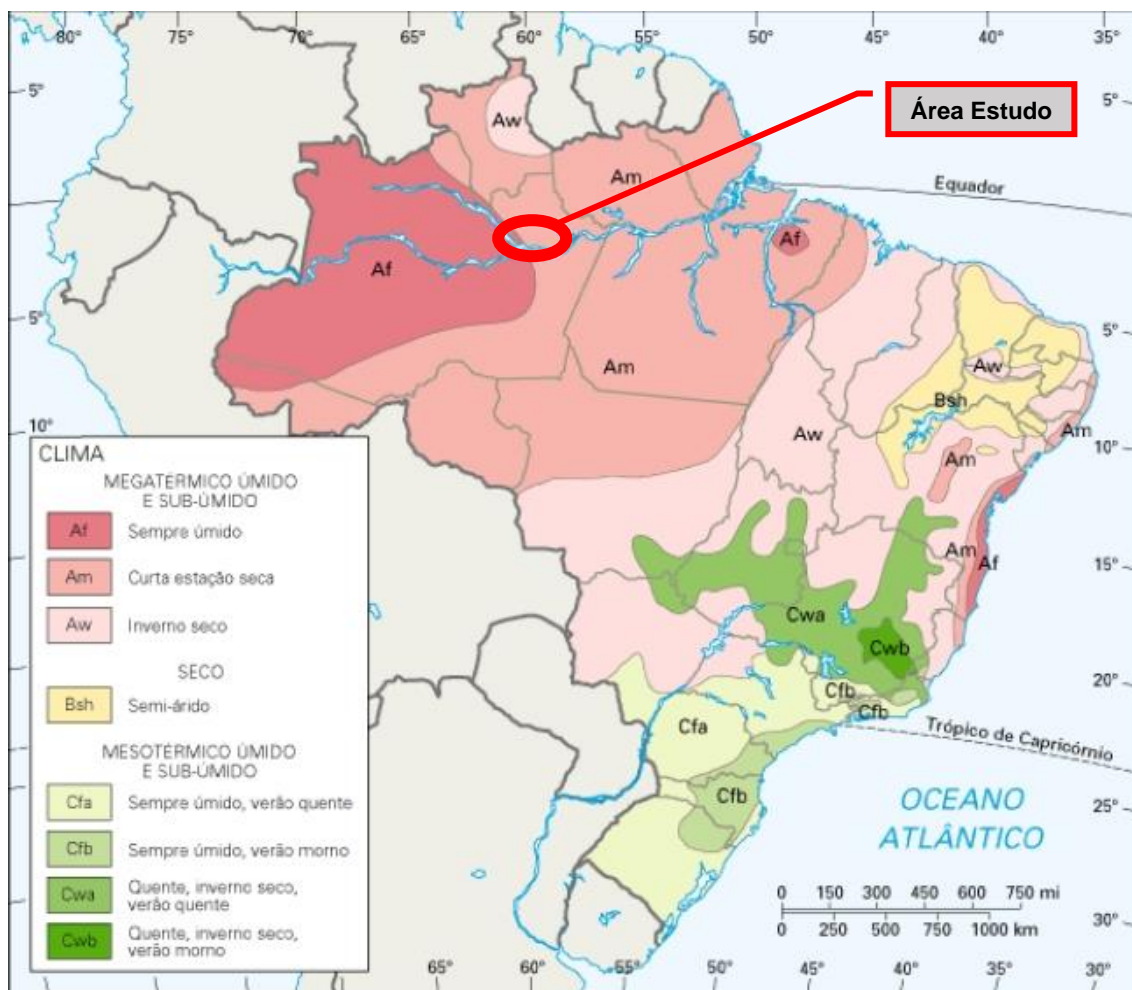 80° 75° 70° 65° 60° 55° 50° 45° 40° 35°
Área Estudo
5° 5°
Aw
Am
Equador
Af
Af
5° 5°
Am
Aw
Bsh
10° Aw Am 10°
Am
CLIMA
MEGATÉRMICO ÚMIDO
E SUB-ÚMIDO
Af Sempre úmido
Am Curta estação seca
Aw Inverno seco
SECO
Bsh Semi-árido
MESOTÉRMICO ÚMIDO
E SUB-ÚMIDO
Cfa Sempre úmido, verão quente
Cfb Sempre úmido, verão morno
Cwa Quente, inverno seco,
verão quente
Cwb Quente, inverno seco,
verão morno
Am
Af 15°
Cwa
Cwb
Cfb 20°
Cfb
Cfa
Trópico de Capricórnio
Cfb 25°
OCEANO
ATLÂNTICO
0 150 300 450 600 750 mi
0 250 500 750 1000 km
30°
65° 60° 55° 50° 45° 40° 35°